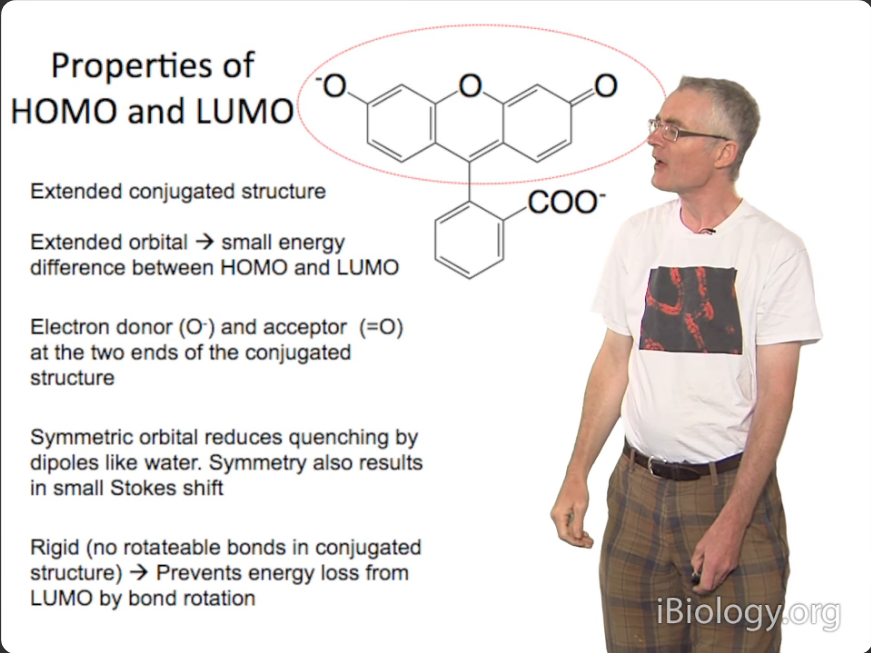 Properties of
HOMO and LUMO
-O
O
O
COO-
Extended conjugated structure
Extended orbital → small energy
difference between HOMO and LUMO
Electron donor (O-) and acceptor (=O)
at the two ends of the conjugated
structure
Symmetric orbital reduces quenching by
dipoles like water. Symmetry also results
in small Stokes shift
Rigid (no rotateable bonds in conjugated
structure) → Prevents energy loss from
LUMO by bond rotation
iBiology.org